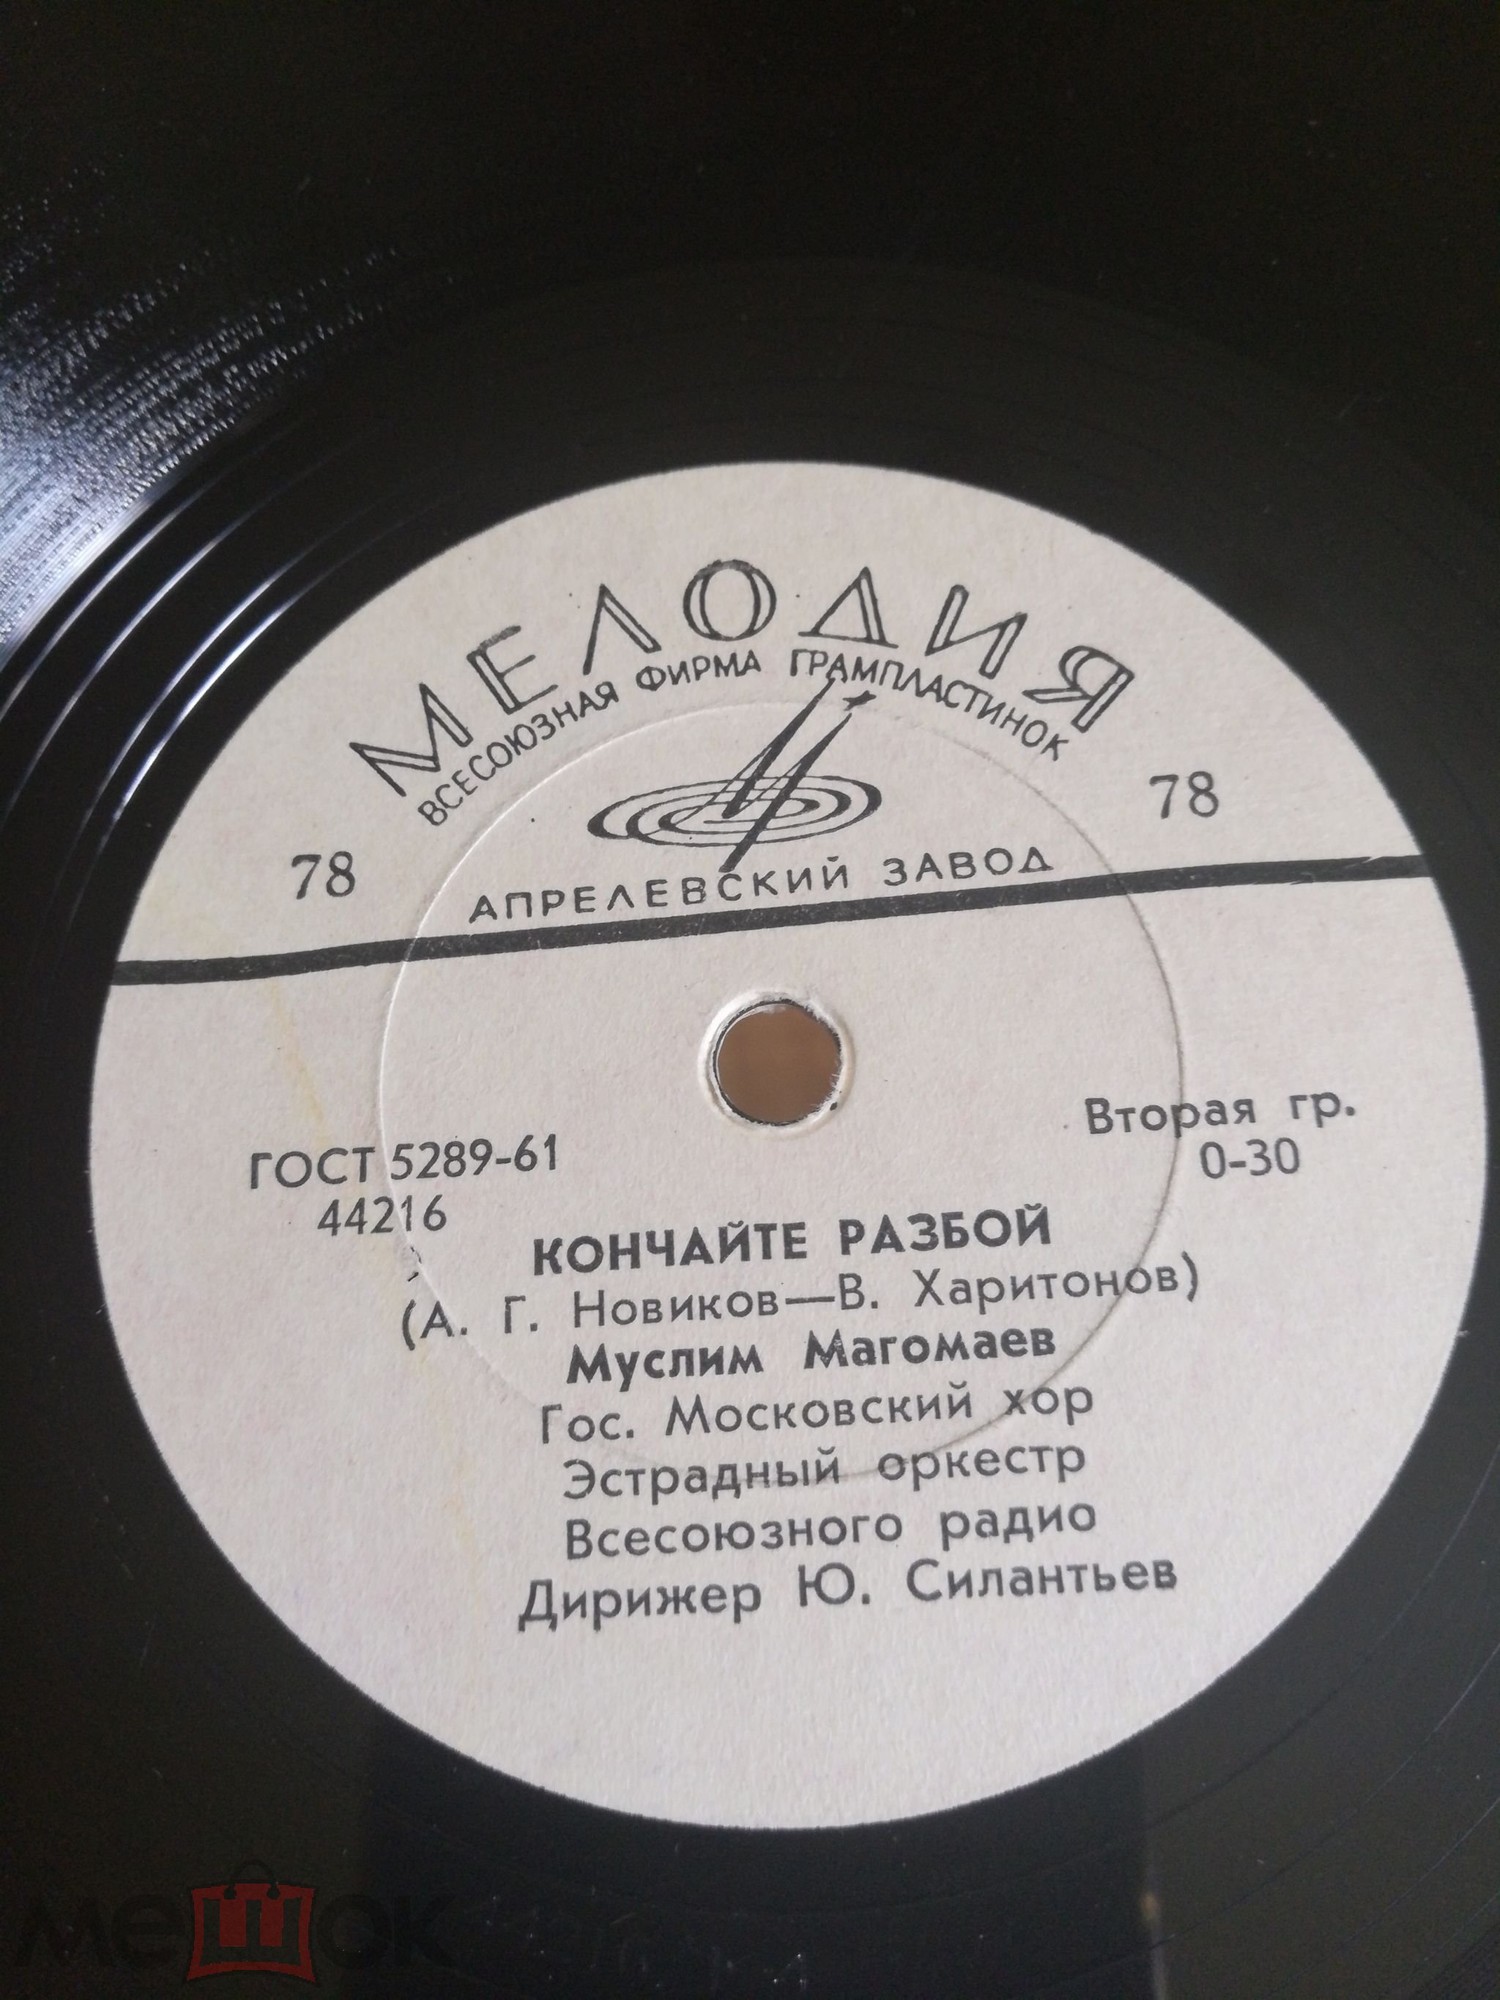 МЕЛОДИЯ
ВСЕСОЮЗНАЯ ФИРМА ГРАМПЛАСТИНОК
78 78
АПРЕЛЕВСКИЙ ЗАВОД
ГОСТ 5289-61
44216
Вторая гр.
0-30
КОНЧАЙТЕ РАЗБОЙ
(А. Г. Новиков—В. Харитонов)
Муслим Магомаев
Гос. Московский хор
Эстрадный оркестр
Всесоюзного радио
Дирижер Ю. Силантьев
мешок